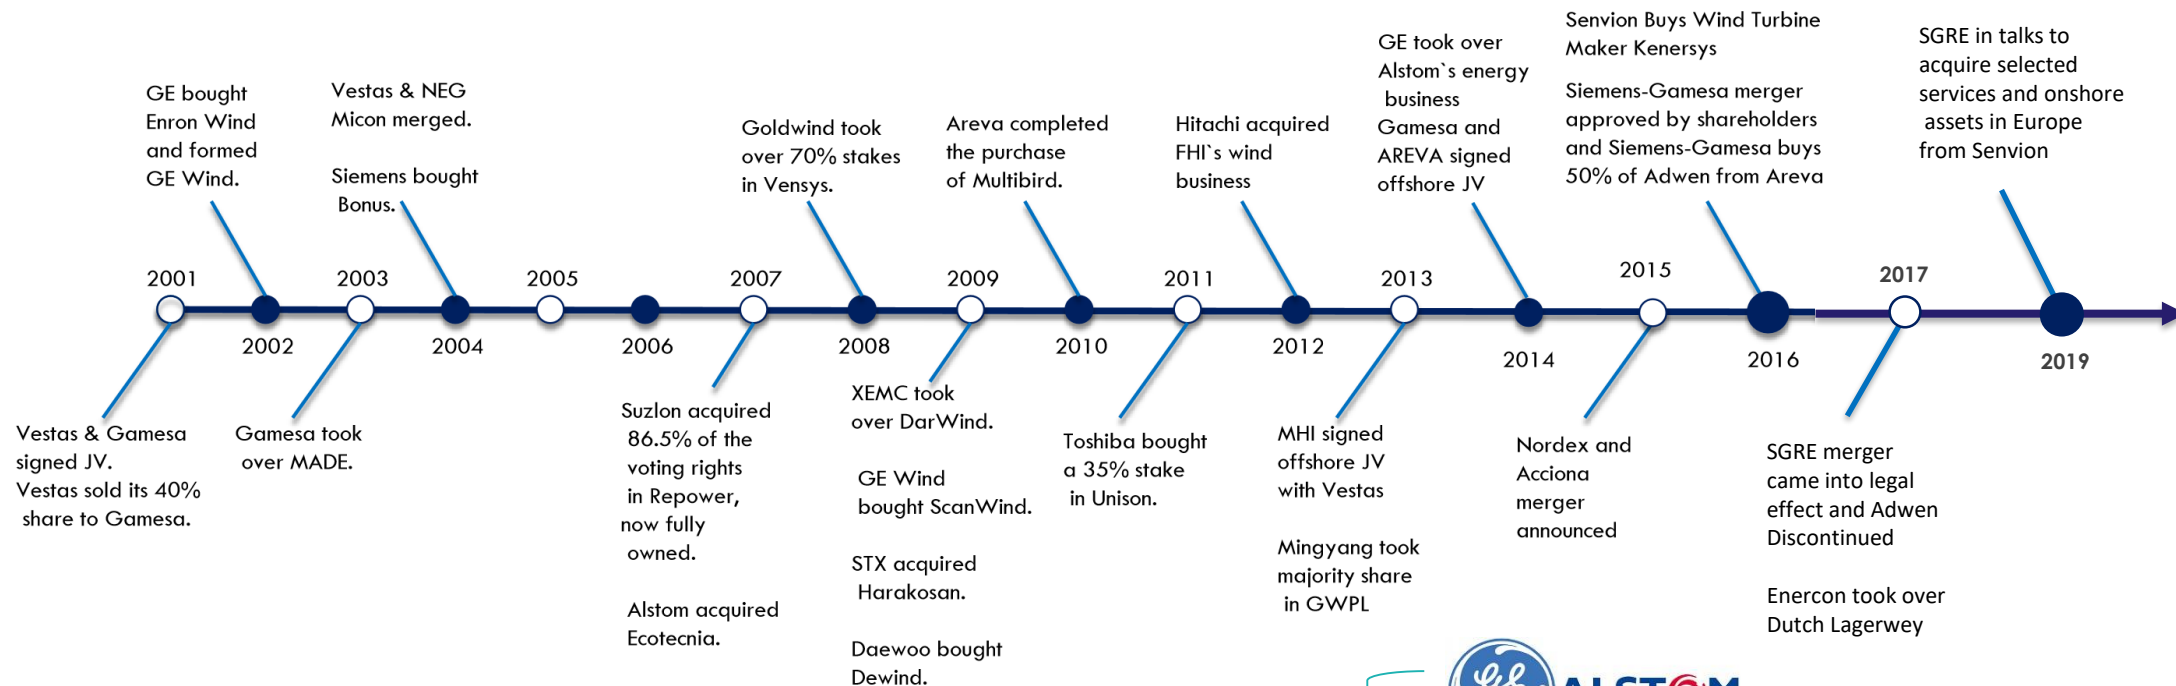 GE bought
Enron Wind
and formed
GE Wind.
Vestas & NEG
Micon merged.
Siemens bought
Bonus.
Goldwind took
over 70% stakes
in Vensys.
Areva completed
the purchase
of Multibird.
Hitachi acquired
FHI`s wind
business
GE took over
Alstom`s energy
business
Gamesa and
AREVA signed
offshore JV
Senvion Buys Wind Turbine
Maker Kenersys
Siemens-Gamesa merger
approved by shareholders
and Siemens-Gamesa buys
50% of Adwen from Areva
SGRE in talks to
acquire selected
services and onshore
assets in Europe
from Senvion
2001
2003
2005
2007
2009
2011
2013
2015
2017
2002
2004
2006
2008
2010
2012
2014
2016
2019
Vestas & Gamesa
signed JV.
Vestas sold its 40%
share to Gamesa.
Gamesa took
over MADE.
Suzlon acquired
86.5% of the
voting rights
in Repower,
now fully
owned.
Alstom acquired
Ecotecnia.
XEMC took
over DarWind.
GE Wind
bought ScanWind.
STX acquired
Harakosan.
Daewoo bought
Dewind.
Toshiba bought
a 35% stake
in Unison.
MHI signed
offshore JV
with Vestas
Mingyang took
majority share
in GWPL
Nordex and
Acciona
merger
announced
SGRE merger
came into legal
effect and Adwen
Discontinued
Enercon took over
Dutch Lagerwey
GE
ALSTOM